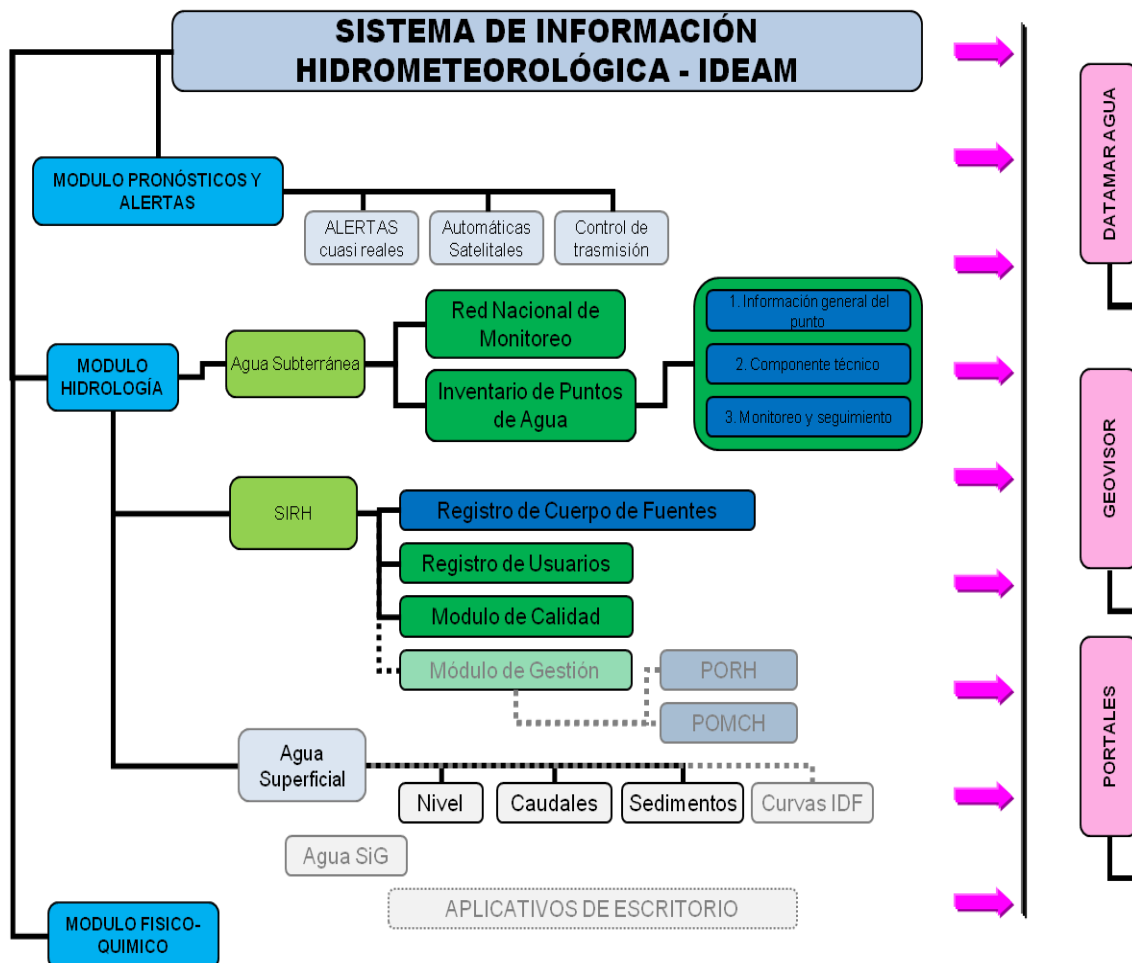 SISTEMA DE INFORMACIÓN
HIDROMETEOROLÓGICA - IDEAM
MODULO PRONÓSTICOS Y
ALERTAS
ALERTAS
cuasi reales
Automáticas
Satelitales
Control de
trasmisión
MODULO
HIDROLOGÍA
Agua Subterránea
Red Nacional de
Monitoreo
Inventario de Puntos
de Agua
1. Información general del
punto
2. Componente técnico
3. Monitoreo y seguimiento
SIRH
Registro de Cuerpo de Fuentes
Registro de Usuarios
Modulo de Calidad
Módulo de Gestión
PORH
POMCH
Agua
Superficial
Nivel
Caudales
Sedimentos
Curvas IDF
Agua SiG
APLICATIVOS DE ESCRITORIO
MODULO FISICO-
QUIMICO
DATAMAR AGUA
GEOVISOR
PORTALES